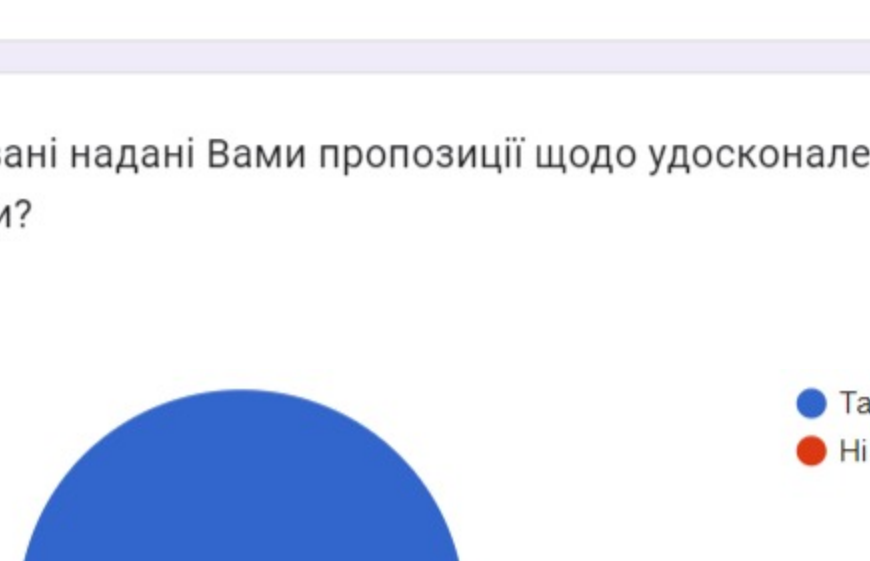 вані надані Вами пропозиції щодо удосконале
и?
Та
Ні